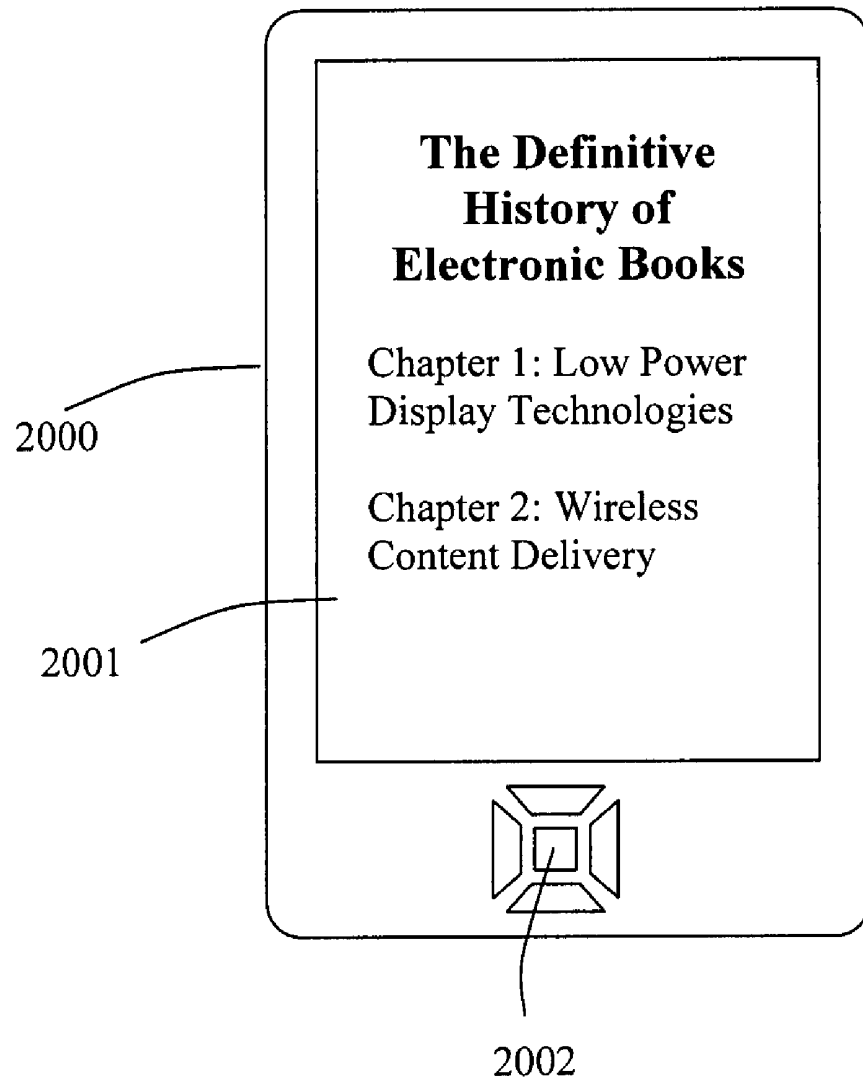 The Definitive
History of
Electronic Books
Chapter 1: Low Power
Display Technologies
2000
Chapter 2: Wireless
Content Delivery
2001
2002